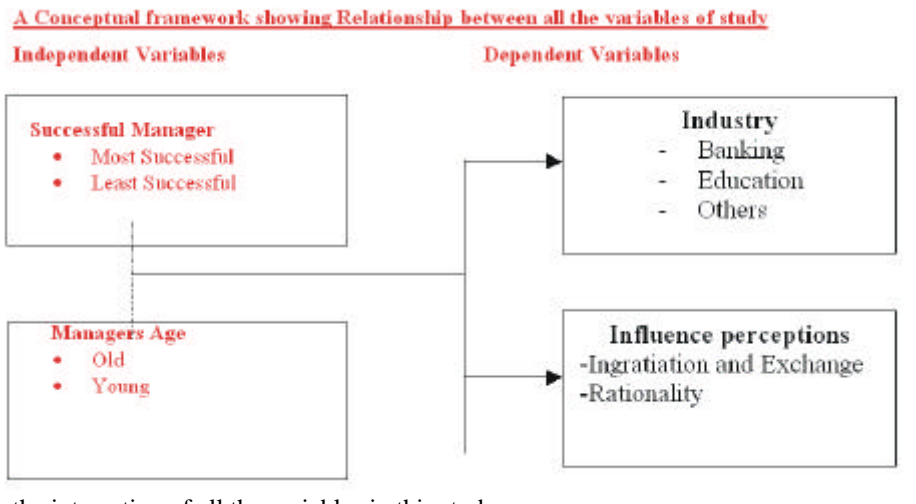 A Conceptual framework showing Relationship between all the variables of study
Independent Variables
Dependent Variables
Successful Manager
• Most Successful
• Least Successful
Managers Age
• Old
• Young
Industry
- Banking
- Education
- Others
Influence perceptions
-Ingratiation and Exchange
-Rationality